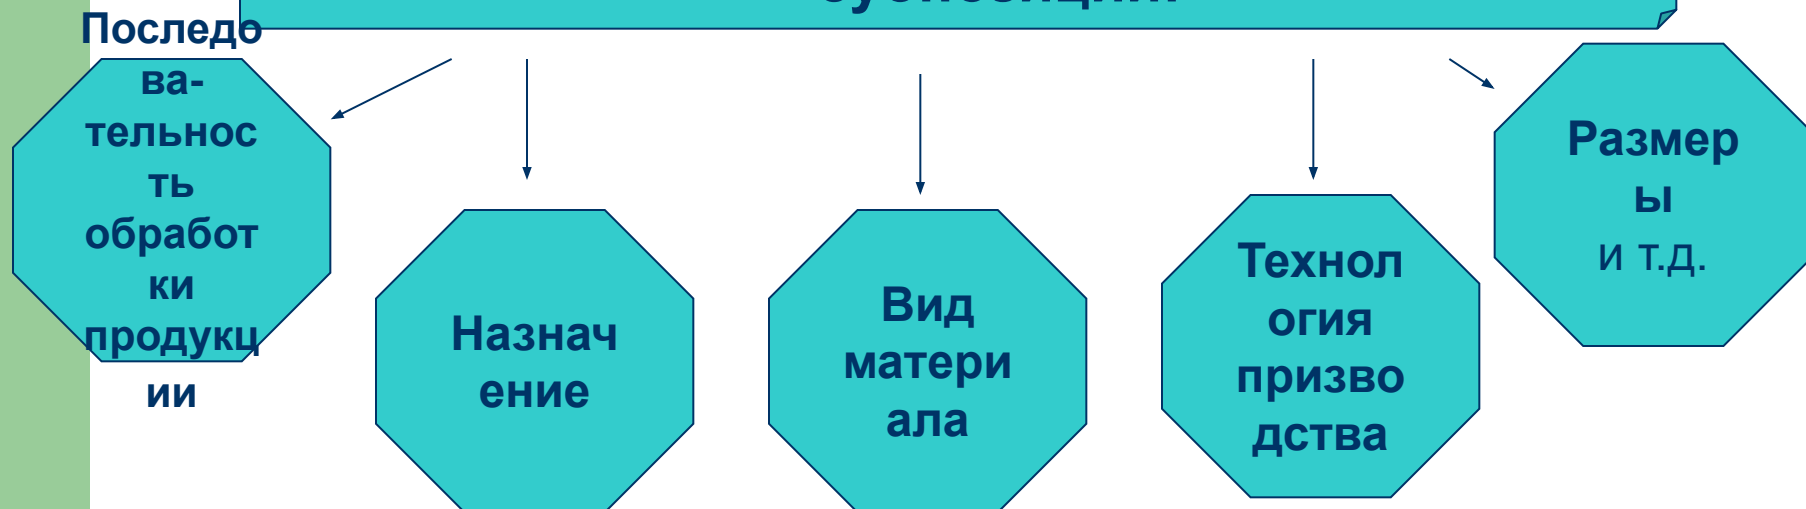 Последо
ва-
тельнос
ть
обработ
ки
продукц
ии
Назнач
ение
Вид
матери
ала
Технол
огия
призво
дства
Размер
ы
и т.д.